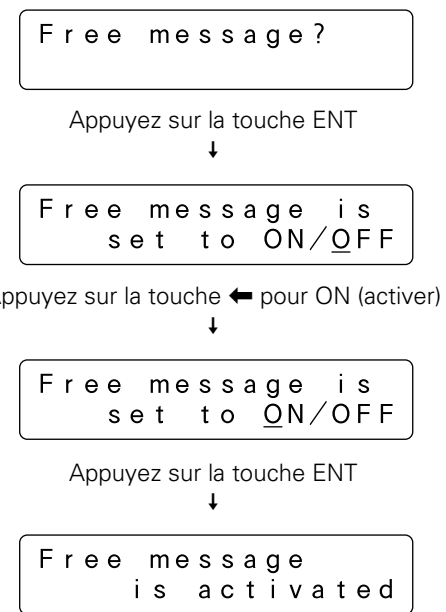 Free message?
Appuyez sur la touche ENT
Free message is
set to ON/OFF
ppuyez sur la touche ← pour ON (activer)
Free message is
set to ON/OFF
Appuyez sur la touche ENT
Free message
is activated